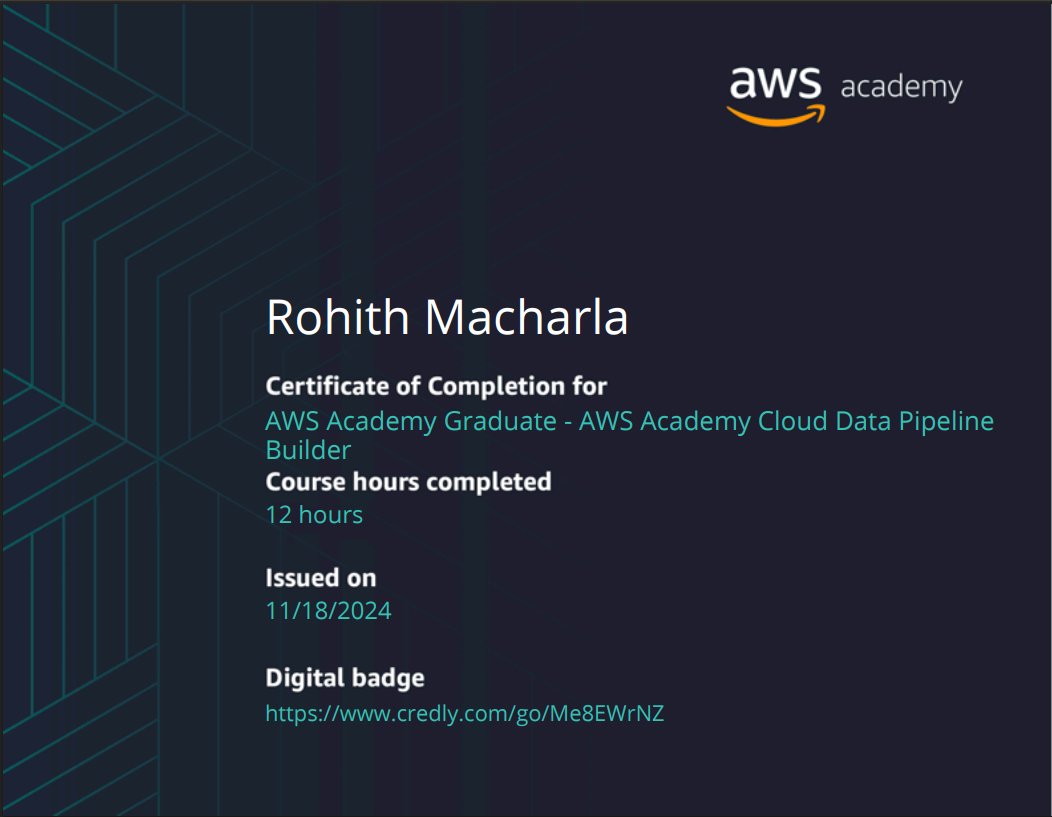 aws academy
Rohith Macharla
Certificate of Completion for
AWS Academy Graduate - AWS Academy Cloud Data Pipeline
Builder
Course hours completed
12 hours
Issued on
11/18/2024
Digital badge
https://www.credly.com/go/Me8EWrNZ